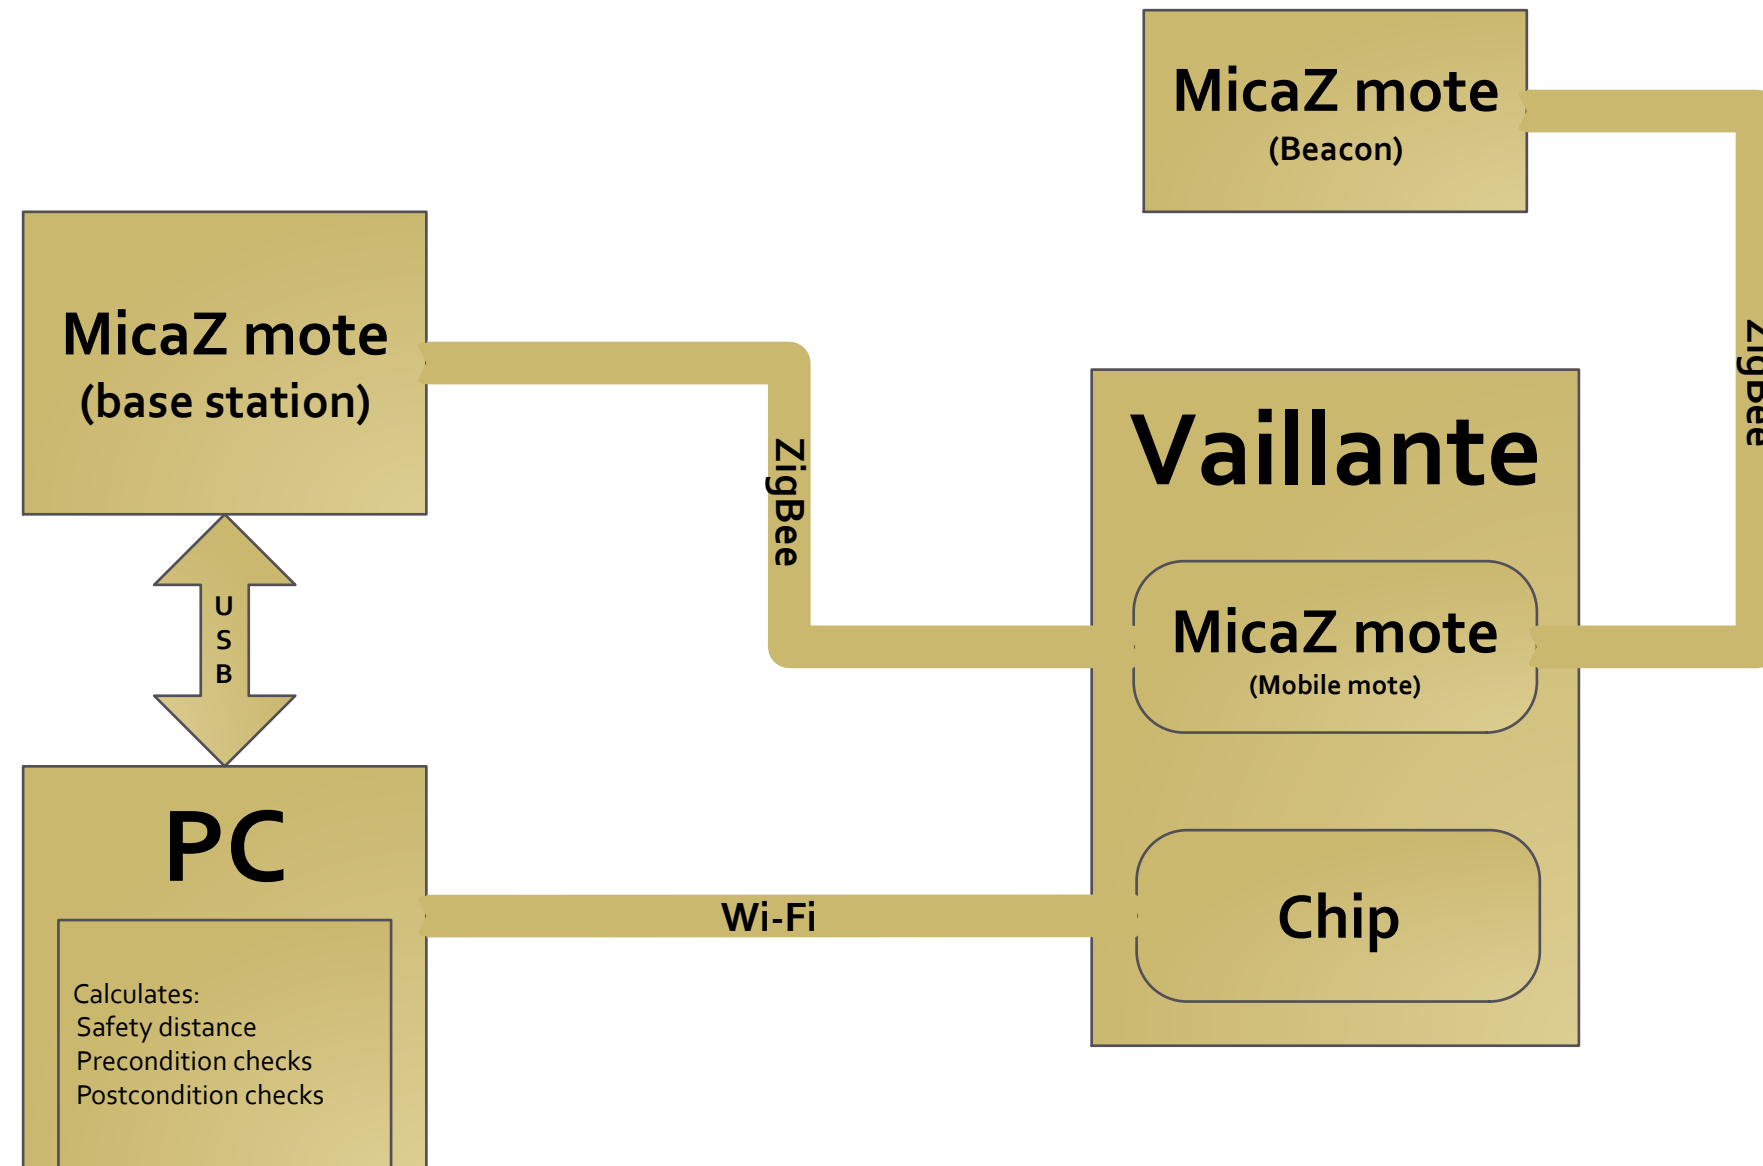 MicaZ mote
(Beacon)
MicaZ mote
(base station)
ZigBee
ZigBee
Vaillante
MicaZ mote
(Mobile mote)
U
S
B
PC
Wi-Fi
Chip
Calculates:
Safety distance
Precondition checks
Postcondition checks